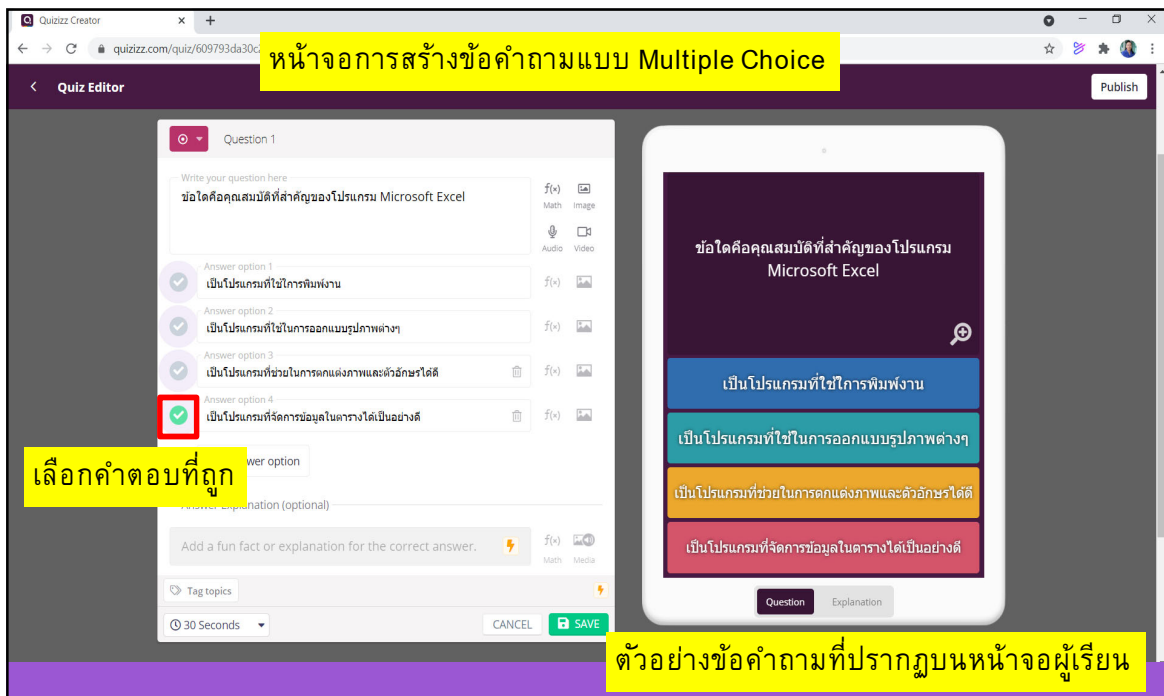 Quizizz Creator
quizizz.com/quiz/609793da30c
หน้าจอการสร้างข้อคำถามแบบ Multiple Choice
Quiz Editor
Publish
Question 1
Write your question here
ข้อใดคือคุณสมบัติที่สำคัญของโปรแกรม Microsoft Excel
f(x)
Math Image
Audio Video
Answer option 1
เป็นโปรแกรมที่ใช้ใการพิมพ์งาน
f(x)
Answer option 2
เป็นโปรแกรมที่ใช้ในการออกแบบรูปภาพต่างๆ
f(x)
Answer option 3
เป็นโปรแกรมที่ช่วยในการตกแต่งภาพและตัวอักษรได้ดี
f(x)
Answer option 4
เป็นโปรแกรมที่จัดการข้อมูลในตารางได้เป็นอย่างดี
f(x)
เลือกคำตอบที่ถูก
wer option
Answer Explanation (optional)
Add a fun fact or explanation for the correct answer.
f(x)
Math Media
Tag topics
30 Seconds
CANCEL
SAVE
ข้อใดคือคุณสมบัติที่สำคัญของโปรแกรม
Microsoft Excel
เป็นโปรแกรมที่ใช้ใการพิมพ์งาน
เป็นโปรแกรมที่ใช้ในการออกแบบรูปภาพต่างๆ
เป็นโปรแกรมที่ช่วยในการตกแต่งภาพและตัวอักษรได้ดี
เป็นโปรแกรมที่จัดการข้อมูลในตารางได้เป็นอย่างดี
Question Explanation
ตัวอย่างข้อคำถามที่ปรากฏบนหน้าจอผู้เรียน